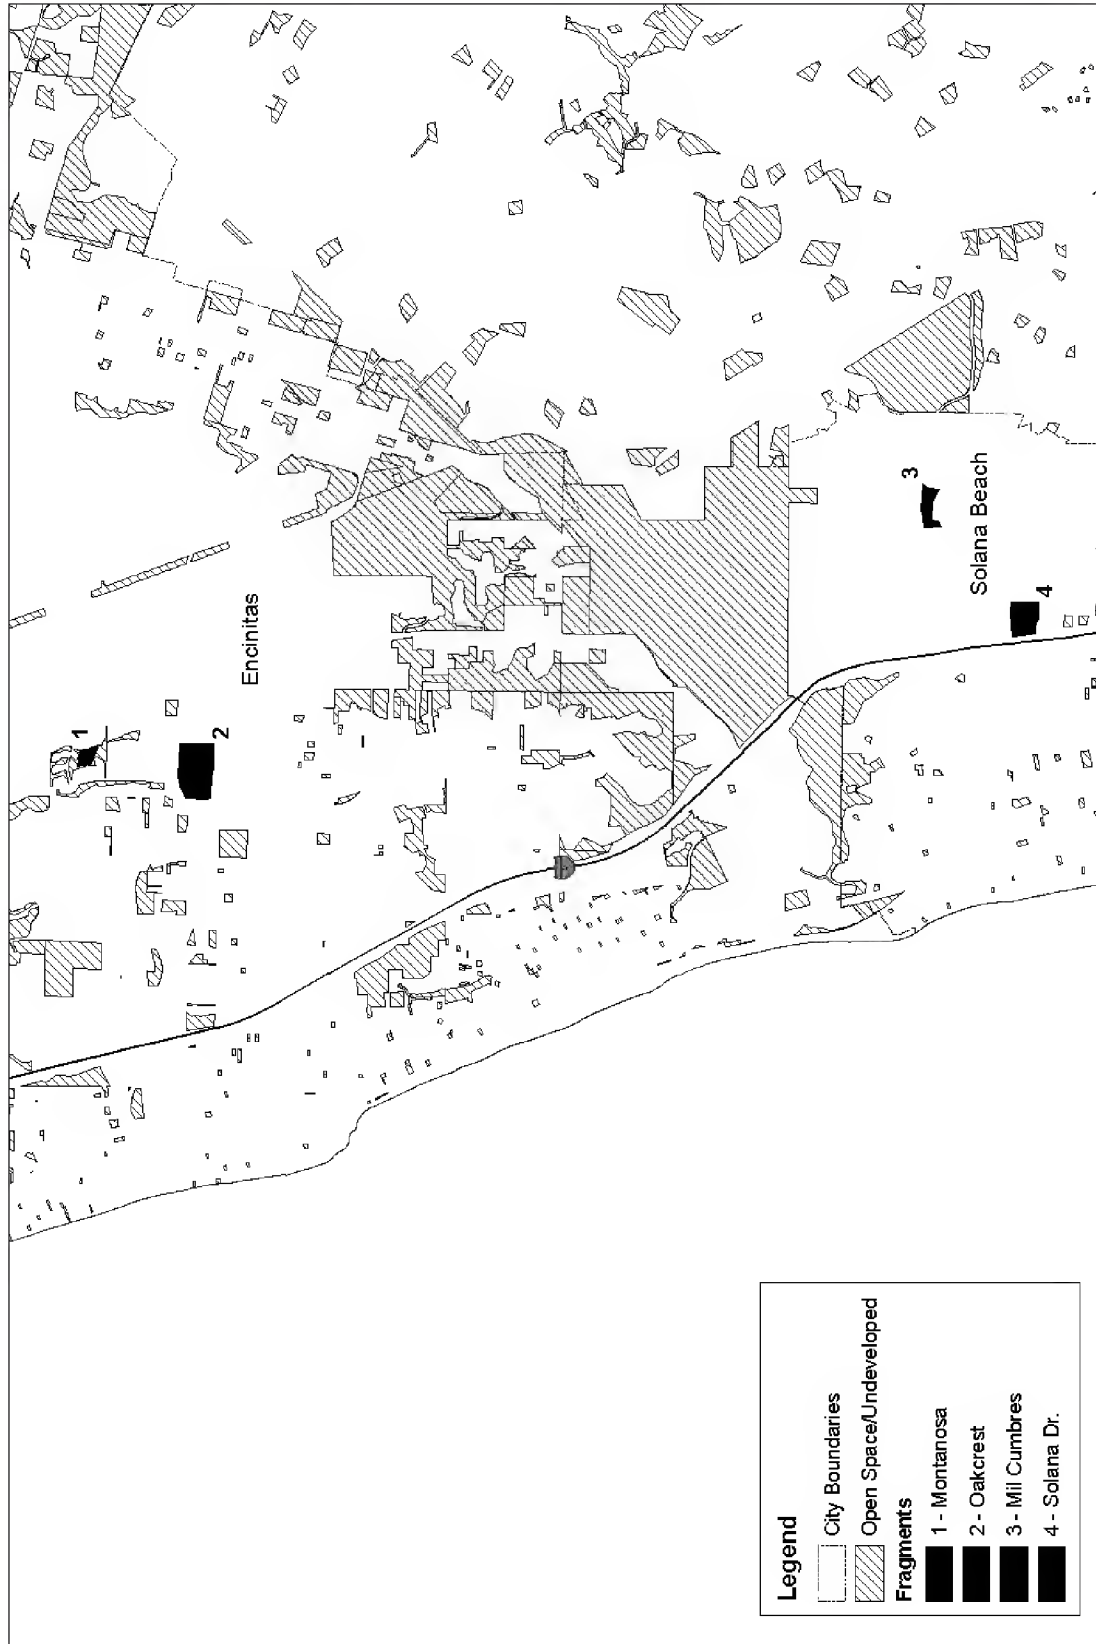 1
2
Encinitas
3
Solana Beach
4
Legend
City Boundaries
Open Space/Undeveloped
Fragments
1 - Montanosa
2 - Oakcrest
3 - Mil Cumbres
4 - Solana Dr.